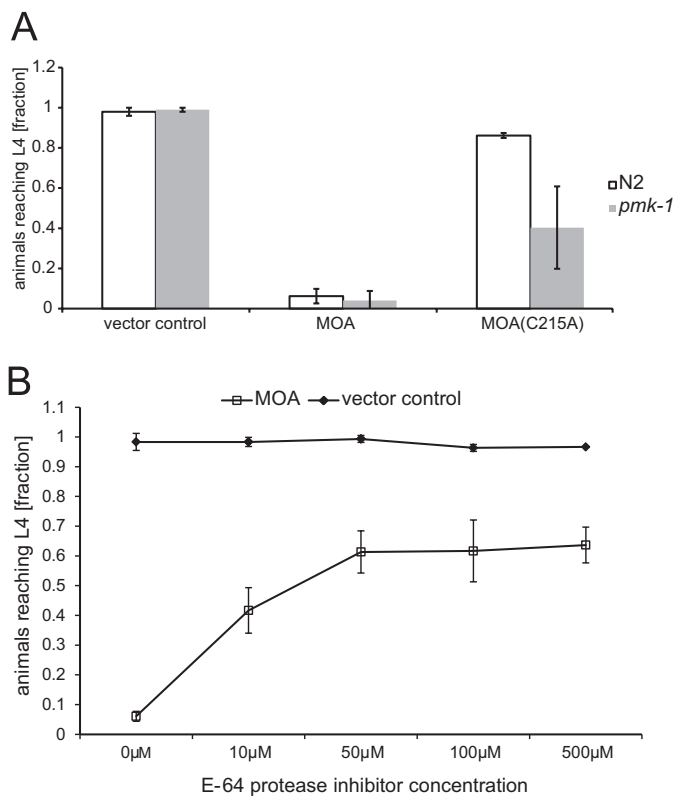 A
1.2
1
0.8
0.6
0.4
0.2
0
animals reaching L4 [fraction]
vector control
MOA
MOA(C215A)
N2
pmk-1
B
MOA
vector control
1.1
1
0.9
0.8
0.7
0.6
0.5
0.4
0.3
0.2
0.1
0
animals reaching L4 [fraction]
0µM
10µM
50µM
100µM
500µM
E-64 protease inhibitor concentration